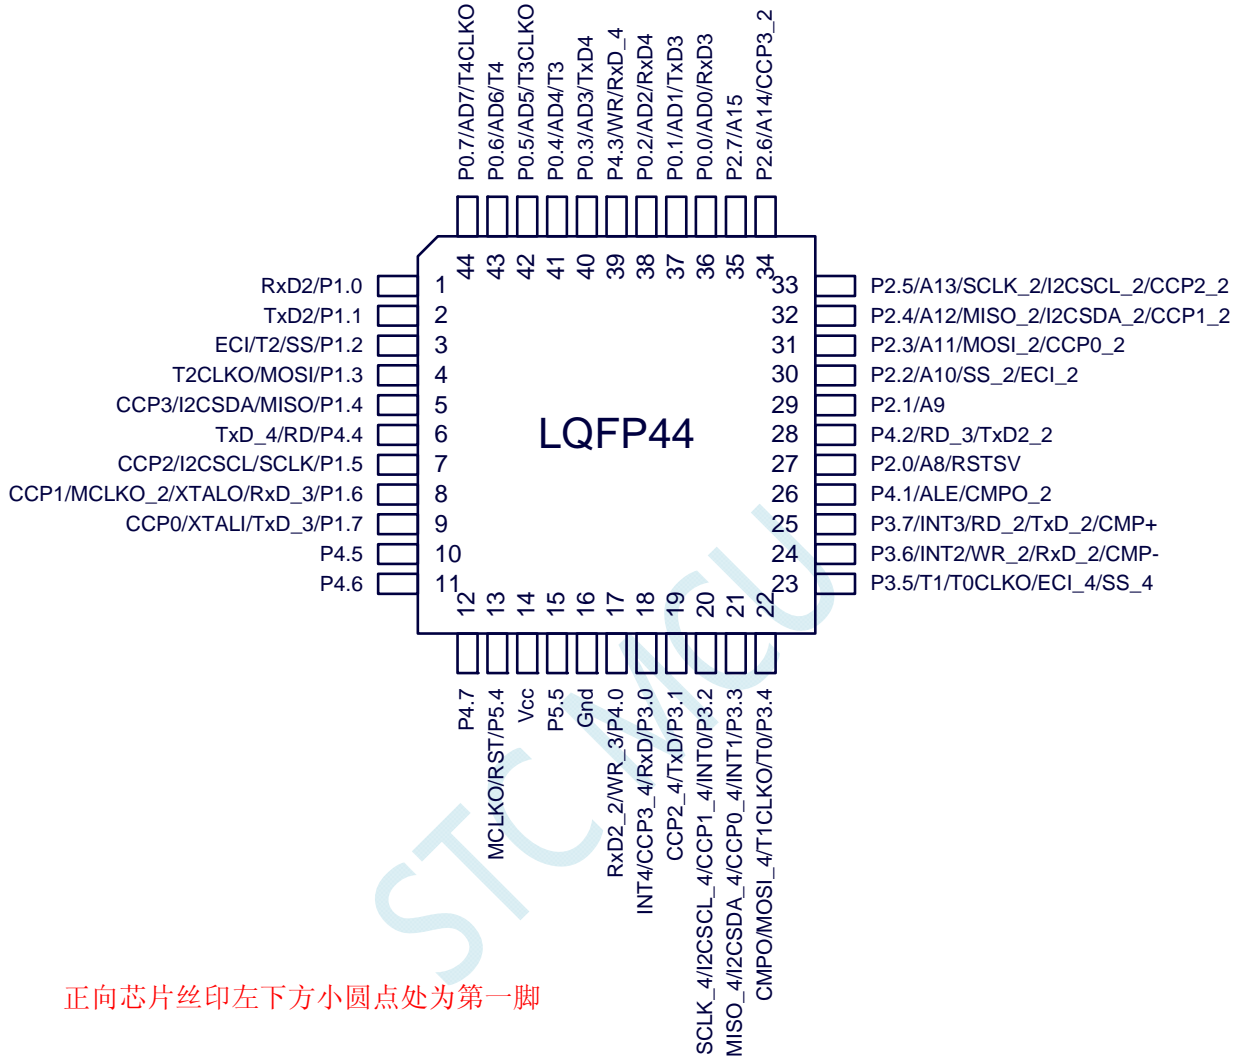 P0.7/AD7/T4CLKO
P0.6/AD6/T4
P0.5/AD5/T3CLKO
P0.4/AD4/T3
P0.3/AD3/TxD4
P4.3/WR/RxD_4
P0.2/AD2/RxD4
P0.1/AD1/TxD3
P0.0/AD0/RxD3
P2.7/A15
P2.6/A14/CCP3_2
44 43 42 41 40 39 38 37 36 35 34
RxD2/P1.0 1
TxD2/P1.1 2
ECI/T2/SS/P1.2 3
T2CLKO/MOSI/P1.3 4
CCP3/I2CSDA/MISO/P1.4 5
TxD_4/RD/P4.4 6
CCP2/I2CSCL/SCLK/P1.5 7
CCP1/MCLKO_2/XTALO/RxD_3/P1.6 8
CCP0/XTALI/TxD_3/P1.7 9
P4.5 10
P4.6 11
LQFP44
33 P2.5/A13/SCLK_2/I2CSCL_2/CCP2_2
32 P2.4/A12/MISO_2/I2CSDA_2/CCP1_2
31 P2.3/A11/MOSI_2/CCP0_2
30 P2.2/A10/SS_2/ECI_2
29 P2.1/A9
28 P4.2/RD_3/TxD2_2
27 P2.0/A8/RSTSV
26 P4.1/ALE/CMPO_2
25 P3.7/INT3/RD_2/TxD_2/CMP+
24 P3.6/INT2/WR_2/RxD_2/CMP-
23 P3.5/T1/T0CLKO/ECI_4/SS_4
12 13 14 15 16 17 18 19 20 21 22
P4.7
MCLKO/RST/P5.4
Vcc
P5.5
Gnd
RxD2_2/WR_3/P4.0
INT4/CCP3_4/RxD/P3.0
CCP2_4/TxD/P3.1
SCLK_4/I2CSCL_4/CCP1_4/INT0/P3.2
MISO_4/I2CSDA_4/CCP0_4/INT1/P3.3
CMPO/MOSI_4/T1CLKO/T0/P3.4
STC MCU
正向芯片丝印左下方小圆点处为第一脚